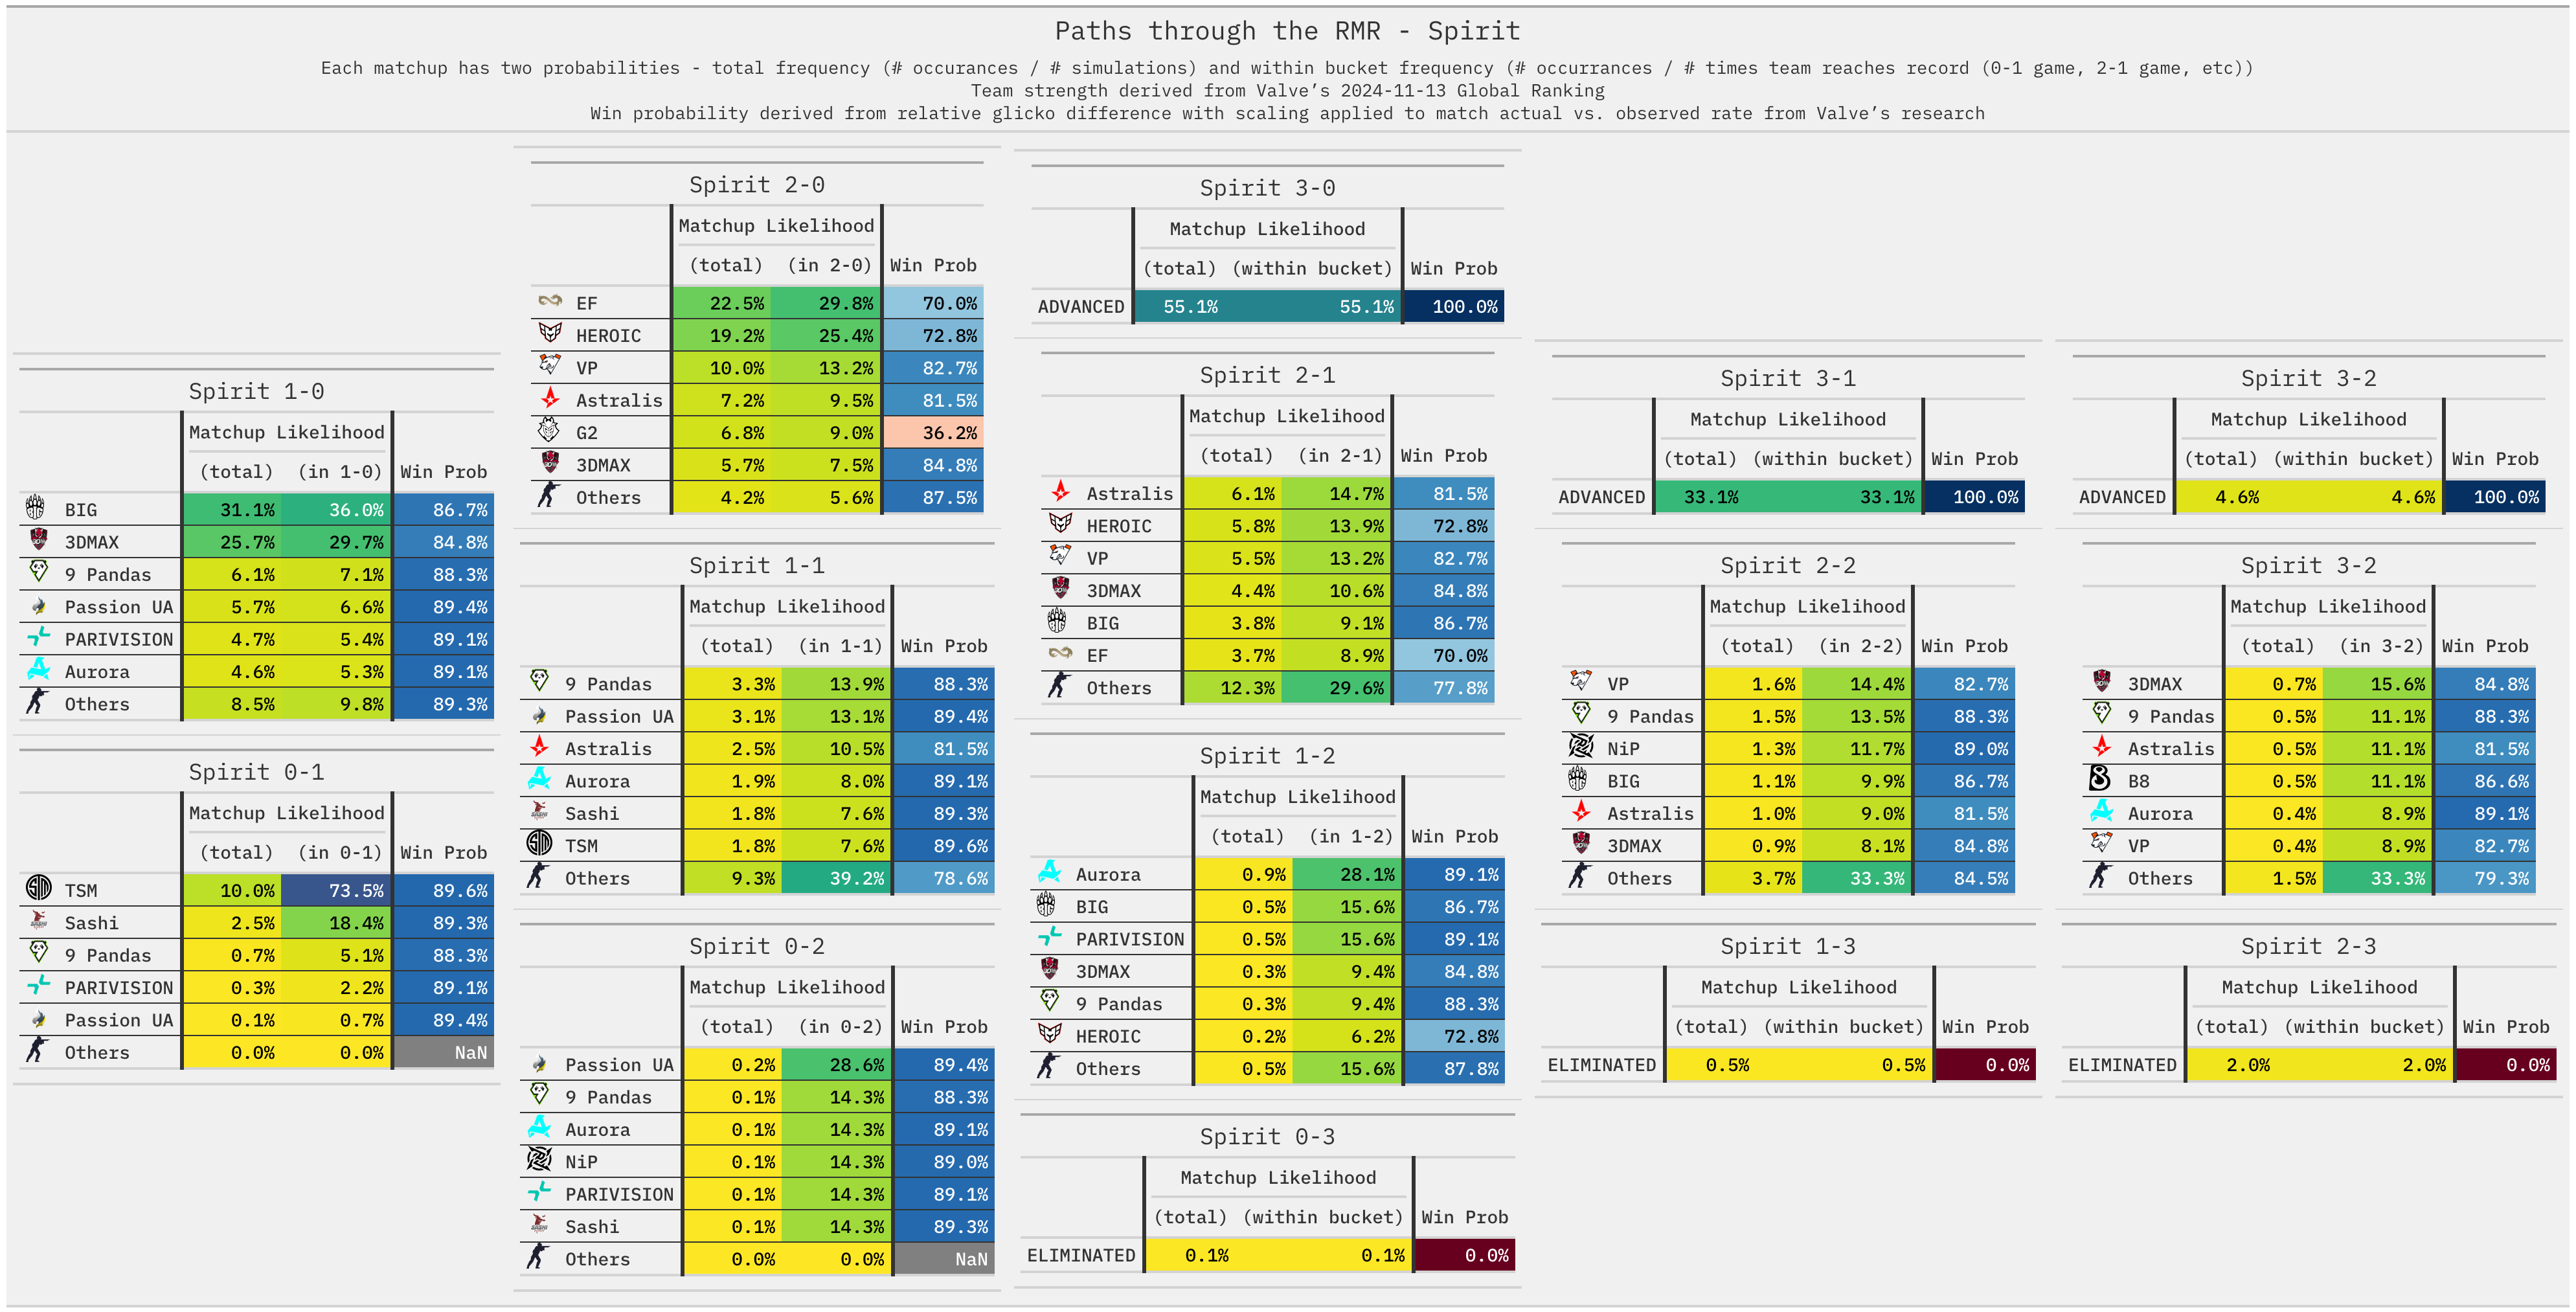 Paths through the RMR - Spirit
Each matchup has two probabilities - total frequency (# occurances / # simulations) and within bucket frequency (# occurrances / # times team reaches record (0-1 game, 2-1 game, etc))
Team strength derived from Valve's 2024-11-13 Global Ranking
Win probability derived from relative glicko difference with scaling applied to match actual vs. observed rate from Valve's research
Spirit 1-0
Matchup Likelihood
(total) (in 1-0) Win Prob
BIG 31.1% 36.0% 86.7%
3DMAX 25.7% 29.7% 84.8%
9 Pandas 6.1% 7.1% 88.3%
Passion UA 5.7% 6.6% 89.4%
PARIVISION 4.7% 5.4% 89.1%
Aurora 4.6% 5.3% 89.1%
Others 8.5% 9.8% 89.3%
Spirit 0-1
Matchup Likelihood
(total) (in 0-1) Win Prob
TSM 10.0% 73.5% 89.6%
Sashi 2.5% 18.4% 89.3%
9 Pandas 0.7% 5.1% 88.3%
PARIVISION 0.3% 2.2% 89.1%
Passion UA 0.1% 0.7% 89.4%
Others 0.0% 0.0% NaN
Spirit 2-0
Matchup Likelihood
(total) (in 2-0) Win Prob
EF 22.5% 29.8% 70.0%
HEROIC 19.2% 25.4% 72.8%
VP 10.0% 13.2% 82.7%
Astralis 7.2% 9.5% 81.5%
G2 6.8% 9.0% 36.2%
3DMAX 5.7% 7.5% 84.8%
Others 4.2% 5.6% 87.5%
Spirit 1-1
Matchup Likelihood
(total) (in 1-1) Win Prob
9 Pandas 3.3% 13.9% 88.3%
Passion UA 3.1% 13.1% 89.4%
Astralis 2.5% 10.5% 81.5%
Aurora 1.9% 8.0% 89.1%
Sashi 1.8% 7.6% 89.3%
TSM 1.8% 7.6% 89.6%
Others 9.3% 39.2% 78.6%
Spirit 0-2
Matchup Likelihood
(total) (in 0-2) Win Prob
Passion UA 0.2% 28.6% 89.4%
9 Pandas 0.1% 14.3% 88.3%
Aurora 0.1% 14.3% 89.1%
NiP 0.1% 14.3% 89.0%
PARIVISION 0.1% 14.3% 89.1%
Sashi 0.1% 14.3% 89.3%
Others 0.0% 0.0% NaN
Spirit 3-0
Matchup Likelihood
(total) (within bucket) Win Prob
ADVANCED 55.1% 55.1% 100.0%
Spirit 2-1
Matchup Likelihood
(total) (in 2-1) Win Prob
Astralis 6.1% 14.7% 81.5%
HEROIC 5.8% 13.9% 72.8%
VP 5.5% 13.2% 82.7%
3DMAX 4.4% 10.6% 84.8%
BIG 3.8% 9.1% 86.7%
EF 3.7% 8.9% 70.0%
Others 12.3% 29.6% 77.8%
Spirit 1-2
Matchup Likelihood
(total) (in 1-2) Win Prob
Aurora 0.9% 28.1% 89.1%
BIG 0.5% 15.6% 86.7%
PARIVISION 0.5% 15.6% 89.1%
3DMAX 0.3% 9.4% 84.8%
9 Pandas 0.3% 9.4% 88.3%
HEROIC 0.2% 6.2% 72.8%
Others 0.5% 15.6% 87.8%
Spirit 0-3
Matchup Likelihood
(total) (within bucket) Win Prob
ELIMINATED 0.1% 0.1% 0.0%
Spirit 3-1
Matchup Likelihood
(total) (within bucket) Win Prob
ADVANCED 33.1% 33.1% 100.0%
Spirit 2-2
Matchup Likelihood
(total) (in 2-2) Win Prob
VP 1.6% 14.4% 82.7%
9 Pandas 1.5% 13.5% 88.3%
NiP 1.3% 11.7% 89.0%
BIG 1.1% 9.9% 86.7%
Astralis 1.0% 9.0% 81.5%
3DMAX 0.9% 8.1% 84.8%
Others 3.7% 33.3% 84.5%
Spirit 1-3
Matchup Likelihood
(total) (within bucket) Win Prob
ELIMINATED 0.5% 0.5% 0.0%
Spirit 3-2
Matchup Likelihood
(total) (within bucket) Win Prob
ADVANCED 4.6% 4.6% 100.0%
Spirit 3-2
Matchup Likelihood
(total) (in 3-2) Win Prob
3DMAX 0.7% 15.6% 84.8%
9 Pandas 0.5% 11.1% 88.3%
Astralis 0.5% 11.1% 81.5%
B8 0.5% 11.1% 86.6%
Aurora 0.4% 8.9% 89.1%
VP 0.4% 8.9% 82.7%
Others 1.5% 33.3% 79.3%
Spirit 2-3
Matchup Likelihood
(total) (within bucket) Win Prob
ELIMINATED 2.0% 2.0% 0.0%